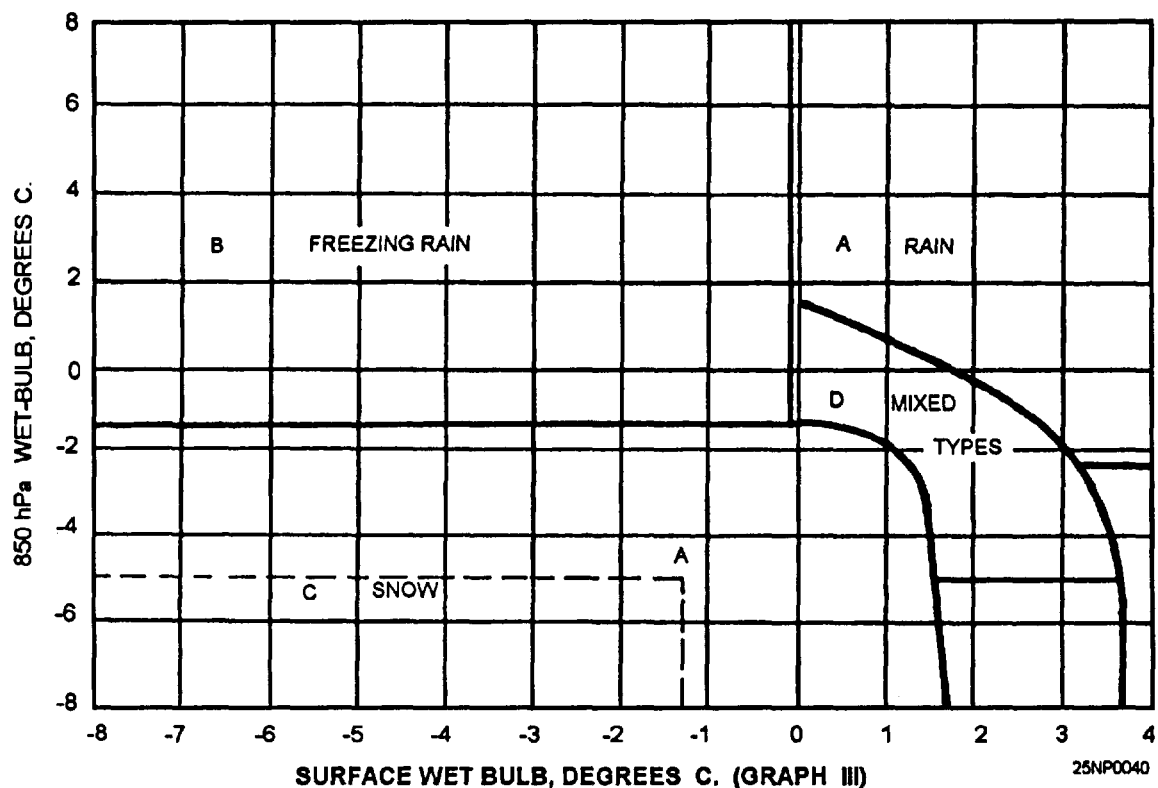 8
6
4
2
0
-2
-4
-6
-8
850 hPa WET-BULB, DEGREES C.
B FREEZING RAIN A RAIN
D MIXED
TYPES
A
C SNOW
-8 -7 -6 -5 -4 -3 -2 -1 0 1 2 3 4
SURFACE WET BULB, DEGREES C. (GRAPH III)
25NP0040